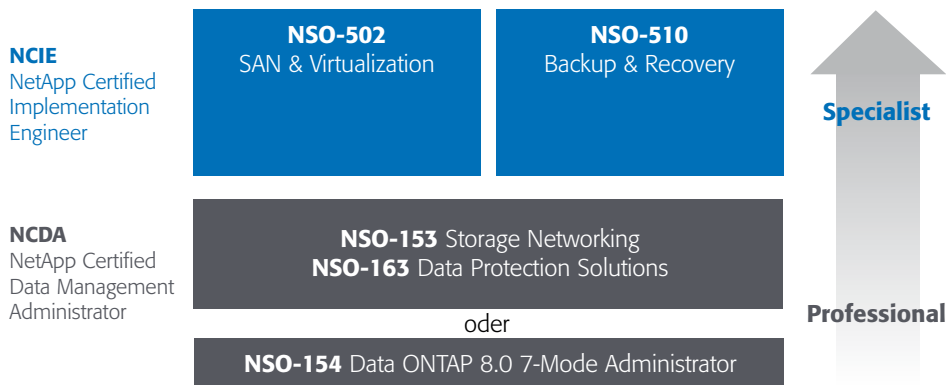 NCIE
NetApp Certified
Implementation
Engineer
NSO-502
SAN & Virtualization
NSO-510
Backup & Recovery
Specialist
NCDA
NetApp Certified
Data Management
Administrator
NSO-153 Storage Networking
NSO-163 Data Protection Solutions
Professional
oder
NSO-154 Data ONTAP 8.0 7-Mode Administrator